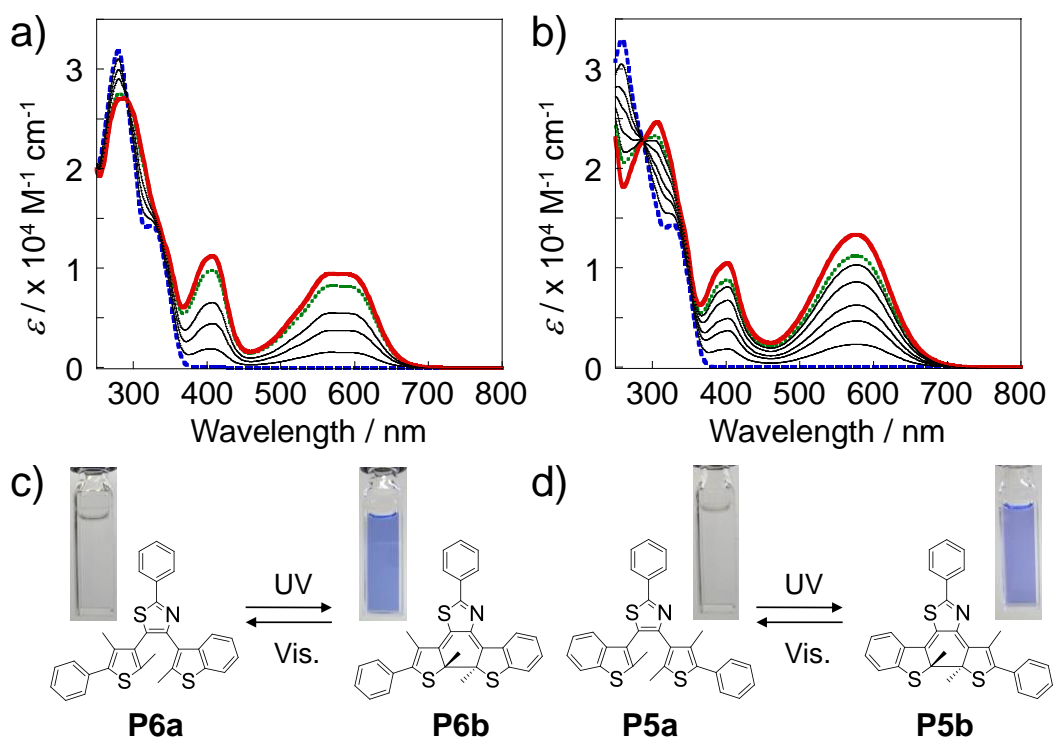 a)
b)
3
2
1
0
ε / x 10⁴ M⁻¹ cm⁻¹
300 400 500 600 700 800
Wavelength / nm
3
2
1
0
ε / x 10⁴ M⁻¹ cm⁻¹
300 400 500 600 700 800
Wavelength / nm
c)
d)
UV
Vis.
UV
Vis.
S N
S S
S N
S S
S N
S S
S N
S S
P6a P6b P5a P5b